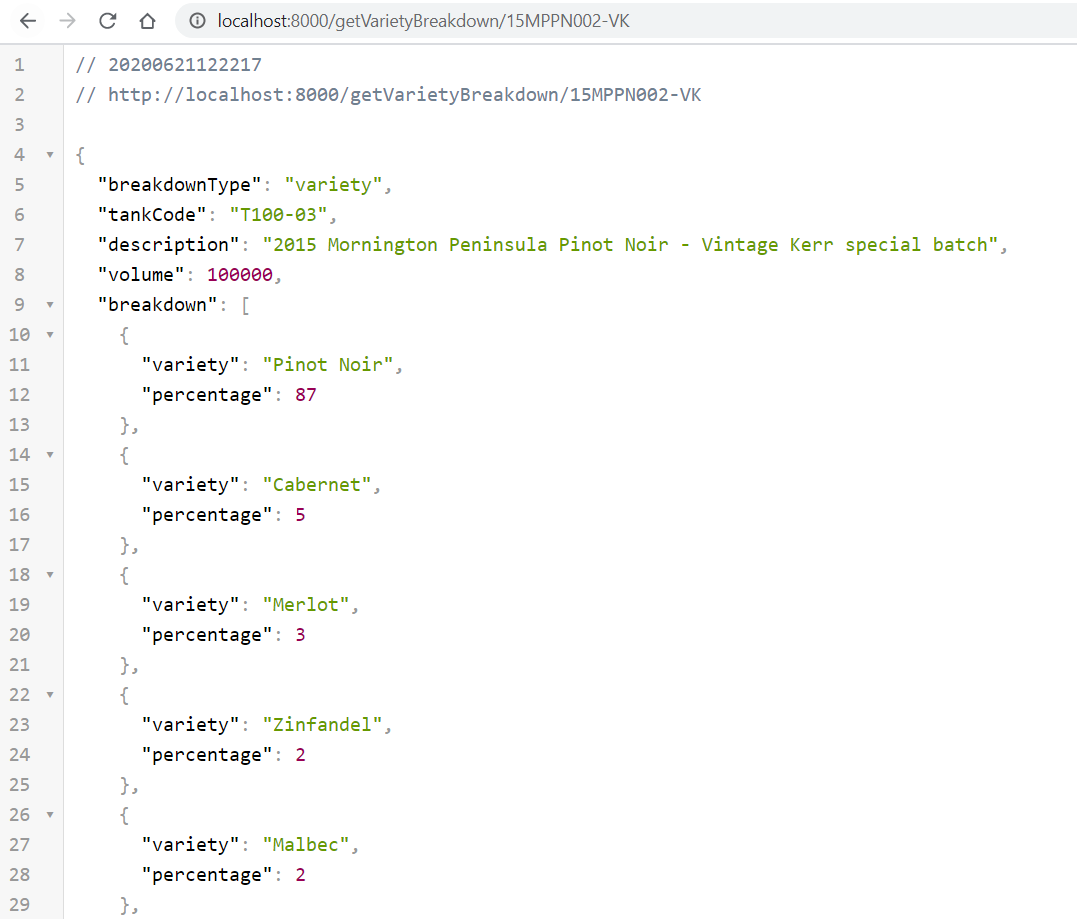 localhost:8000/getVarietyBreakdown/15MPPN002-VK
1 // 20200621122217
2 // http://localhost:8000/getVarietyBreakdown/15MPPN002-VK
3
4 {
5 "breakdownType": "variety",
6 "tankCode": "T100-03",
7 "description": "2015 Mornington Peninsula Pinot Noir - Vintage Kerr special batch",
8 "volume": 100000,
9 "breakdown": [
10 {
11 "variety": "Pinot Noir",
12 "percentage": 87
13 },
14 {
15 "variety": "Cabernet",
16 "percentage": 5
17 },
18 {
19 "variety": "Merlot",
20 "percentage": 3
21 },
22 {
23 "variety": "Zinfandel",
24 "percentage": 2
25 },
26 {
27 "variety": "Malbec",
28 "percentage": 2
29 },